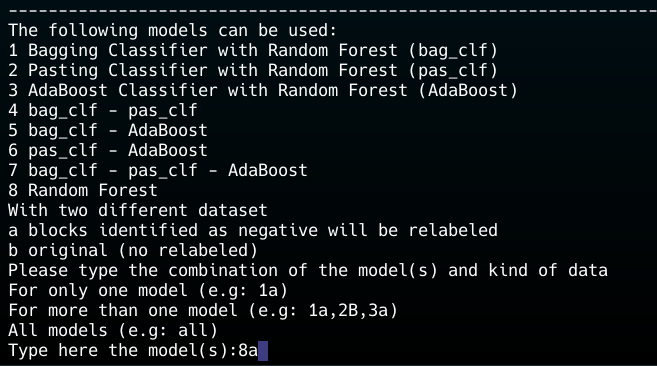 The following models can be used:
1 Bagging Classifier with Random Forest (bag_clf)
2 Pasting Classifier with Random Forest (pas_clf)
3 AdaBoost Classifier with Random Forest (AdaBoost)
4 bag_clf - pas_clf
5 bag_clf - AdaBoost
6 pas_clf - AdaBoost
7 bag_clf - pas_clf - AdaBoost
8 Random Forest
With two different dataset
a blocks identified as negative will be relabeled
b original (no relabeled)
Please type the combination of the model(s) and kind of data
For only one model (e.g: 1a)
For more than one model (e.g: 1a,2B,3a)
All models (e.g: all)
Type here the model(s):8a